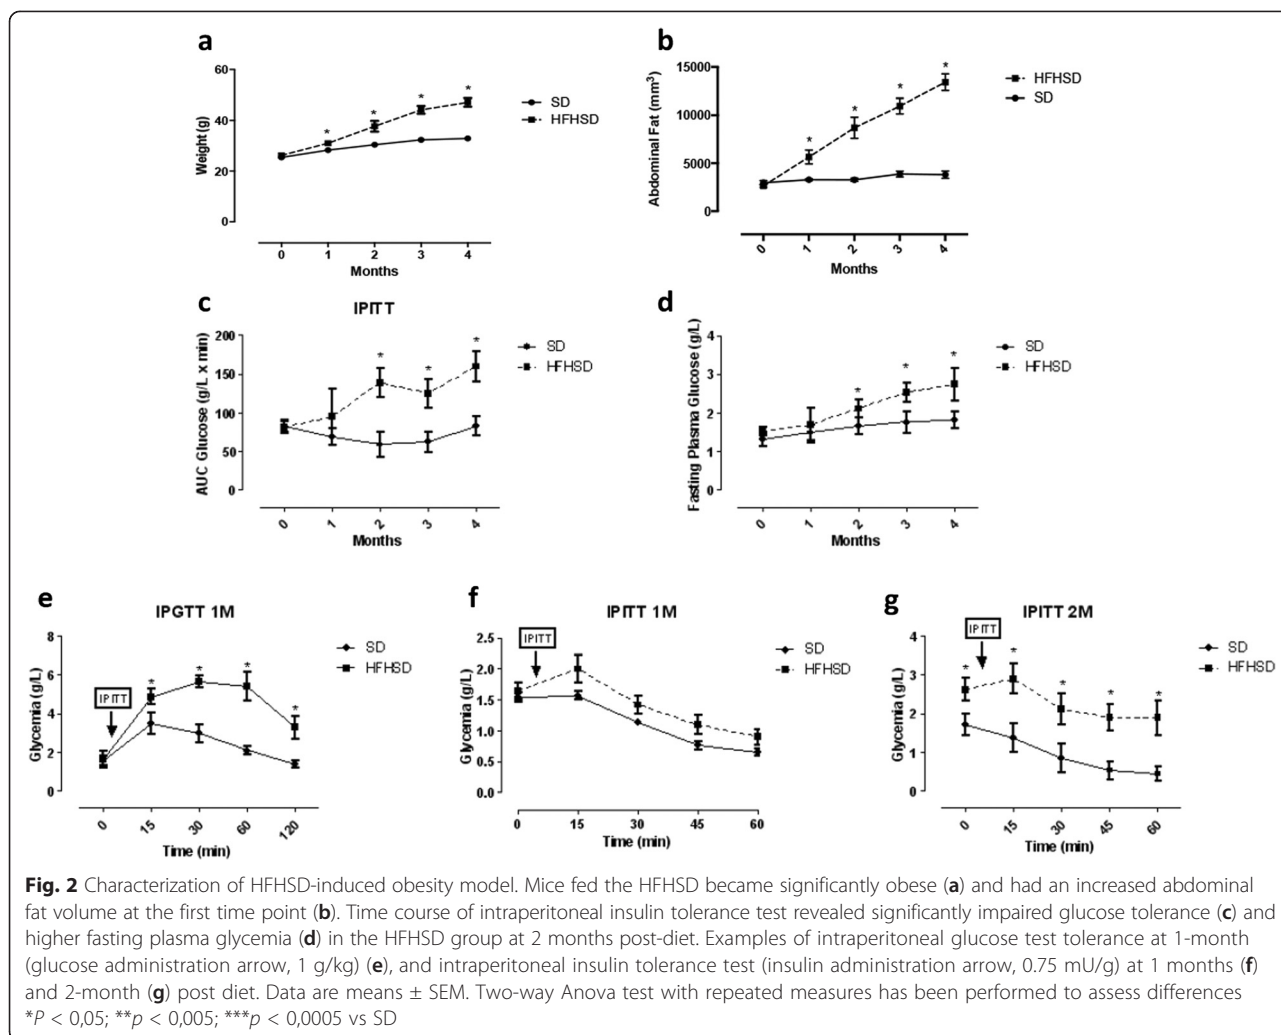 a
60
40
20
0
Weight (g)
*
*
*
*
SD
HFHSD
0 1 2 3 4
Months
b
15000
10000
5000
0
Abdominal Fat (mm³)
*
*
*
*
HFHSD
SD
0 1 2 3 4
Months
c
IPITT
200
150
100
50
0
AUC Glucose (g/L x min)
*
*
*
SD
HFHSD
0 1 2 3 4
Months
d
4
3
2
1
0
Fasting Plasma Glucose (g/L)
*
*
*
SD
HFHSD
0 1 2 3 4
Months
e
IPGTT 1M
8
6
4
2
0
Glycemia (g/L)
IPITT
*
*
*
*
SD
HFHSD
0 15 30 60 120
Time (min)
f
IPITT 1M
2.5
2.0
1.5
1.0
0.5
0.0
Glycemia (g/L)
IPITT
SD
HFHSD
0 15 30 45 60
Time (min)
g
IPITT 2M
4
3
2
1
0
Glycemia (g/L)
IPITT
*
*
*
*
*
SD
HFHSD
0 15 30 45 60
Time (min)
Fig. 2 Characterization of HFHSD-induced obesity model. Mice fed the HFHSD became significantly obese (a) and had an increased abdominal
fat volume at the first time point (b). Time course of intraperitoneal insulin tolerance test revealed significantly impaired glucose tolerance (c) and
higher fasting plasma glycemia (d) in the HFHSD group at 2 months post-diet. Examples of intraperitoneal glucose test tolerance at 1-month
(glucose administration arrow, 1 g/kg) (e), and intraperitoneal insulin tolerance test (insulin administration arrow, 0.75 mU/g) at 1 months (f)
and 2-month (g) post diet. Data are means ± SEM. Two-way Anova test with repeated measures has been performed to assess differences
*P < 0,05; **p < 0,005; ***p < 0,0005 vs SD